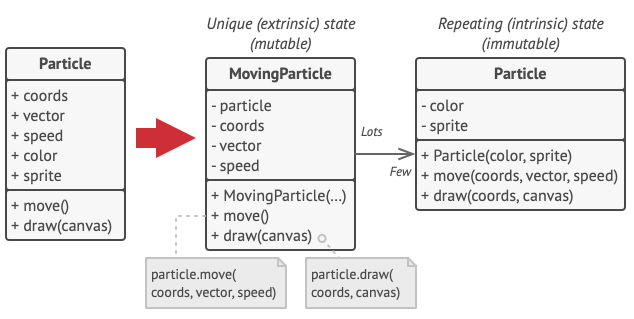 Unique (extrinsic) state
(mutable)
Repeating (intrinsic) state
(immutable)
Particle
+ coords
+ vector
+ speed
+ color
+ sprite
+ move()
+ draw(canvas)
MovingParticle
- particle
- coords
- vector
- speed
+ MovingParticle(...)
+ move()
+ draw(canvas)
Lots
Few
Particle
- color
- sprite
+ Particle(color, sprite)
+ move(coords, vector, speed)
+ draw(coords, canvas)
particle.move(
coords, vector, speed)
particle.draw(
coords, canvas)